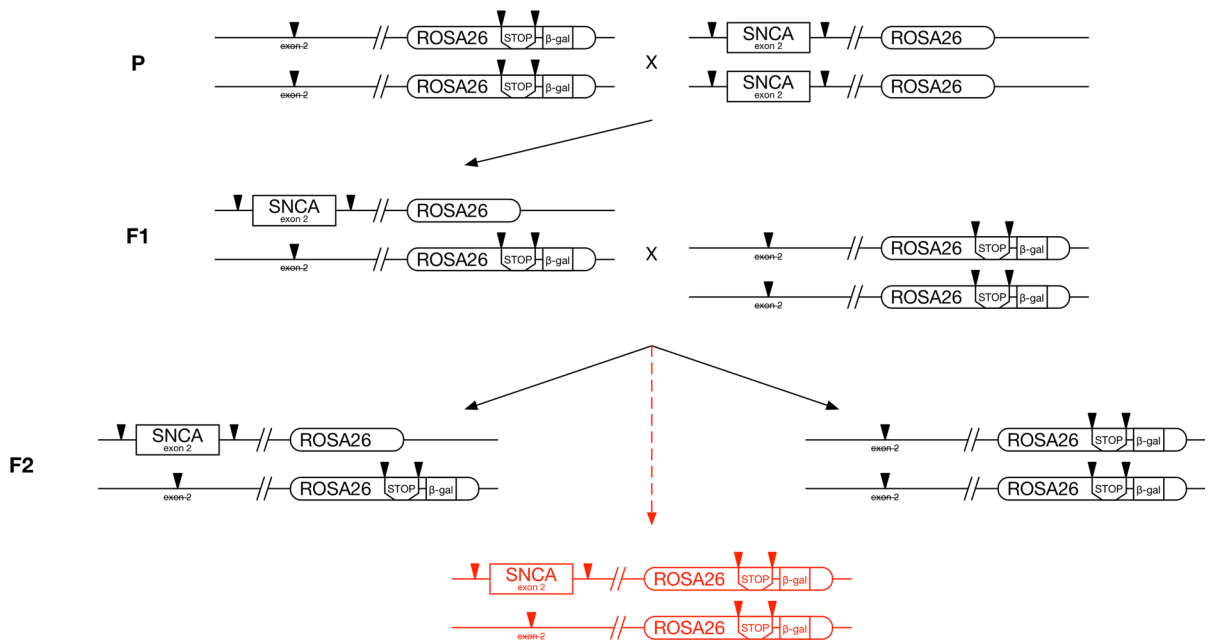 ROSA26 STOP β-gal SNCA exon 2 ROSA26
exon 2
P X
ROSA26 STOP β-gal SNCA exon 2 ROSA26
exon 2
SNCA exon 2 ROSA26
F1
ROSA26 STOP β-gal X ROSA26 STOP β-gal
exon 2 exon 2
ROSA26 STOP β-gal
exon 2
SNCA exon 2 ROSA26 ROSA26 STOP β-gal
exon 2
F2
ROSA26 STOP β-gal ROSA26 STOP β-gal
exon 2 exon 2
SNCA exon 2 ROSA26 STOP β-gal
ROSA26 STOP β-gal
exon 2